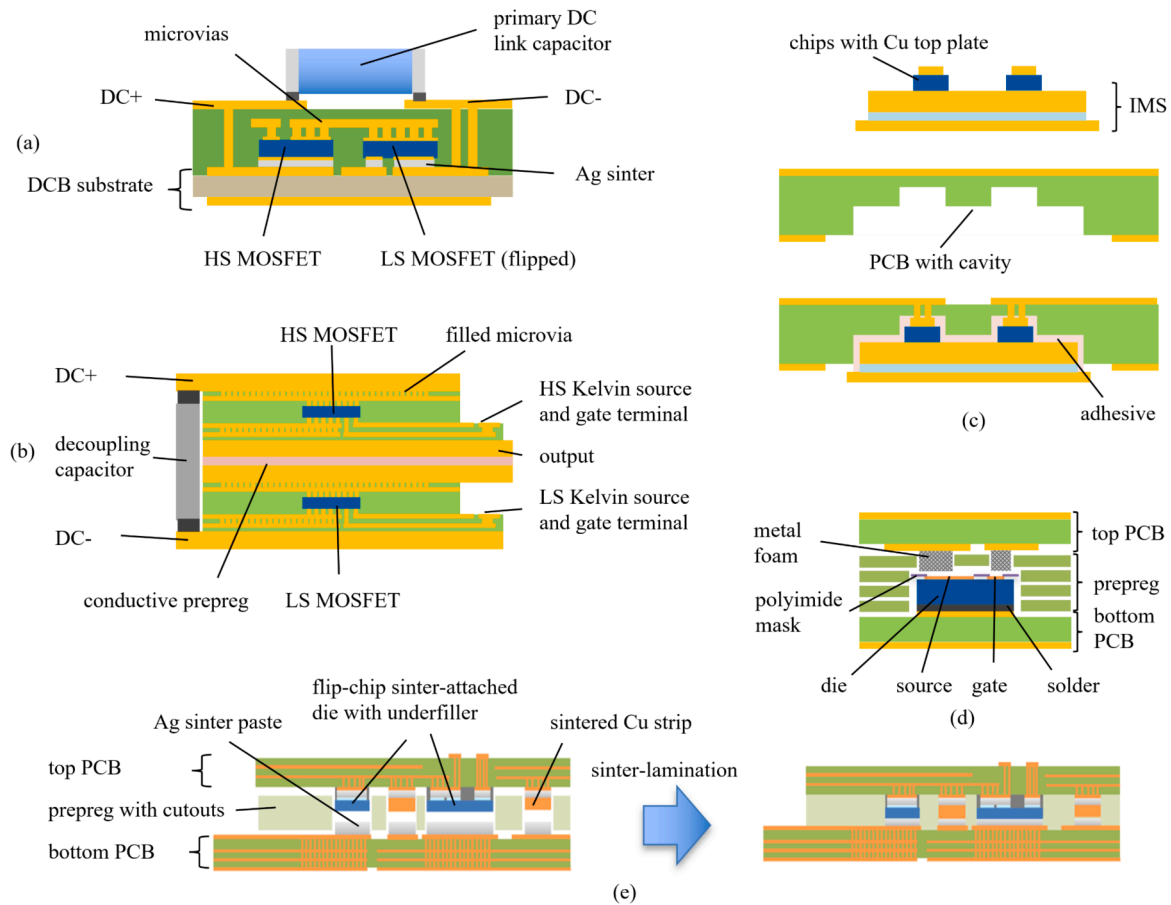 primary DC
link capacitor
microvias
DC+
DC-
(a)
DCB substrate
Ag sinter
HS MOSFET
LS MOSFET (flipped)
chips with Cu top plate
IMS
PCB with cavity
adhesive
(c)
HS MOSFET
filled microvia
DC+
HS Kelvin source
and gate terminal
(b)
decoupling
capacitor
output
LS Kelvin source
and gate terminal
DC-
conductive prepreg
LS MOSFET
metal
foam
top PCB
prepreg
polyimide
mask
bottom
PCB
die
source
gate
solder
(d)
flip-chip sinter-attached
die with underfiller
Ag sinter paste
sintered Cu strip
top PCB
sinter-lamination
prepreg with cutouts
bottom PCB
(e)